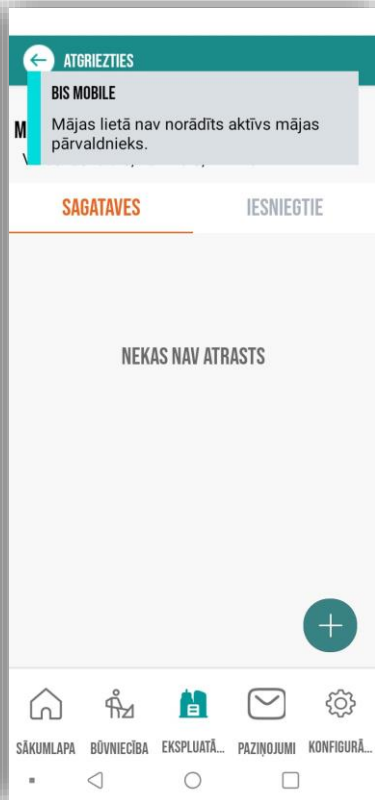 ATGRIEZTIES
BIS MOBILE
Mājas lietā nav norādīts aktīvs mājas
pārvaldnieks.
M
SAGATAVES
IESNIEGTIE
NEKAS NAV ATRASTS
SĀKUMLAPA
BŪVNIECĪBA
EKSPLUATĀ...
PAZIŅOJUMI
KONFIGURĀ...